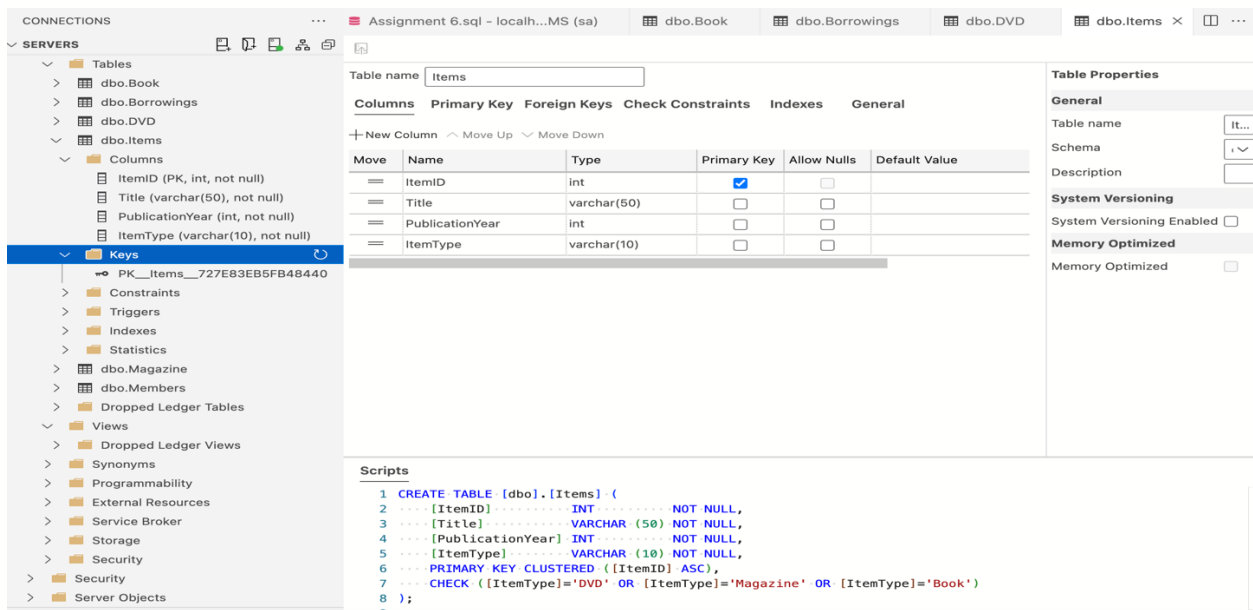 CONNECTIONS
SERVERS
Tables
dbo.Book
dbo.Borrowings
dbo.DVD
dbo.Items
Columns
ItemID (PK, int, not null)
Title (varchar(50), not null)
PublicationYear (int, not null)
ItemType (varchar(10), not null)
Keys
PK__Items__727E83EB5FB48440
Constraints
Triggers
Indexes
Statistics
dbo.Magazine
dbo.Members
Dropped Ledger Tables
Views
Dropped Ledger Views
Synonyms
Programmability
External Resources
Service Broker
Storage
Security
Security
Server Objects
Assignment 6.sql - localh...MS (sa) dbo.Book dbo.Borrowings dbo.DVD dbo.Items
Table name Items
Columns Primary Key Foreign Keys Check Constraints Indexes General
New Column Move Up Move Down
Move Name Type Primary Key Allow Nulls Default Value
ItemID int
Title varchar(50)
PublicationYear int
ItemType varchar(10)
Table Properties
General
Table name It...
Schema
Description
System Versioning
System Versioning Enabled
Memory Optimized
Memory Optimized
Scripts
1 CREATE TABLE [dbo].[Items] (
2 [ItemID] INT NOT NULL,
3 [Title] VARCHAR (50) NOT NULL,
4 [PublicationYear] INT NOT NULL,
5 [ItemType] VARCHAR (10) NOT NULL,
6 PRIMARY KEY CLUSTERED ([ItemID] ASC),
7 CHECK ([ItemType]='DVD' OR [ItemType]='Magazine' OR [ItemType]='Book')
8 );